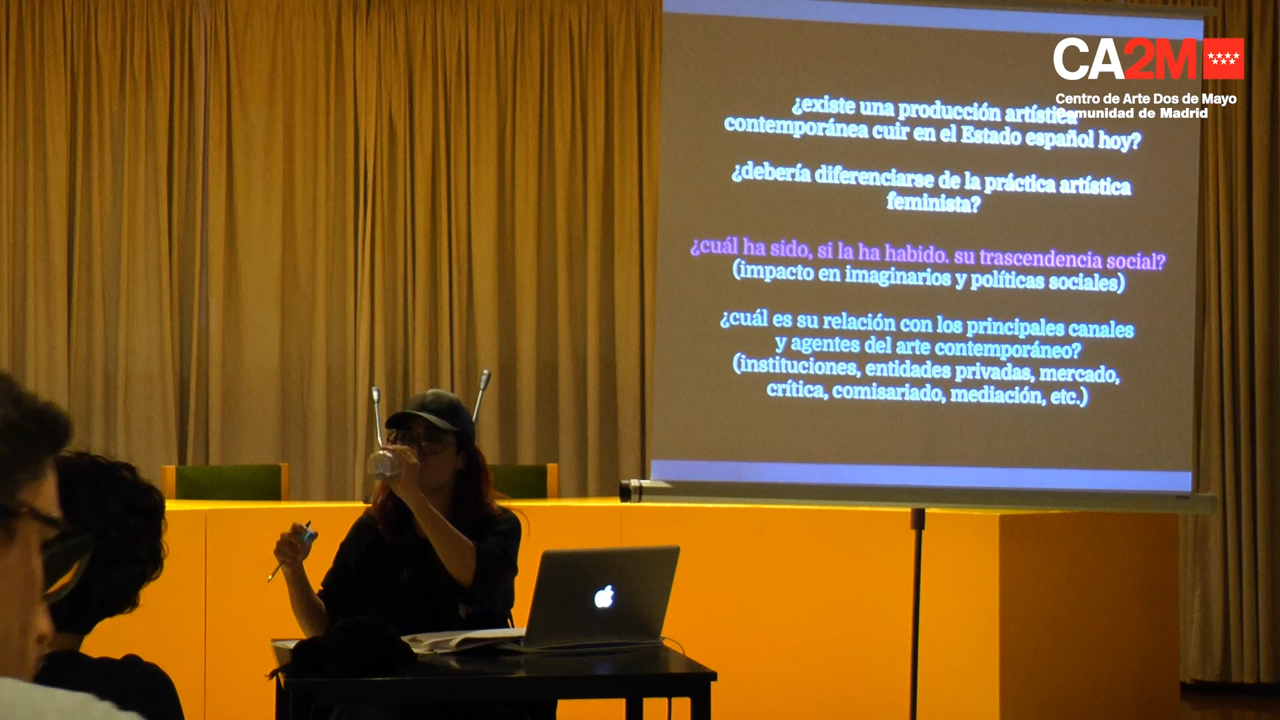 CA2M
Centro de Arte Dos de Mayo
Comunidad de Madrid
¿existe una producción artística
contemporánea cuir en el Estado español hoy?
¿debería diferenciarse de la práctica artística
feminista?
¿cuál ha sido, si la ha habido. su trascendencia social?
(impacto en imaginarios y políticas sociales)
¿cuál es su relación con los principales canales
y agentes del arte contemporáneo?
(instituciones, entidades privadas, mercado,
crítica, comisariado, mediación, etc.)